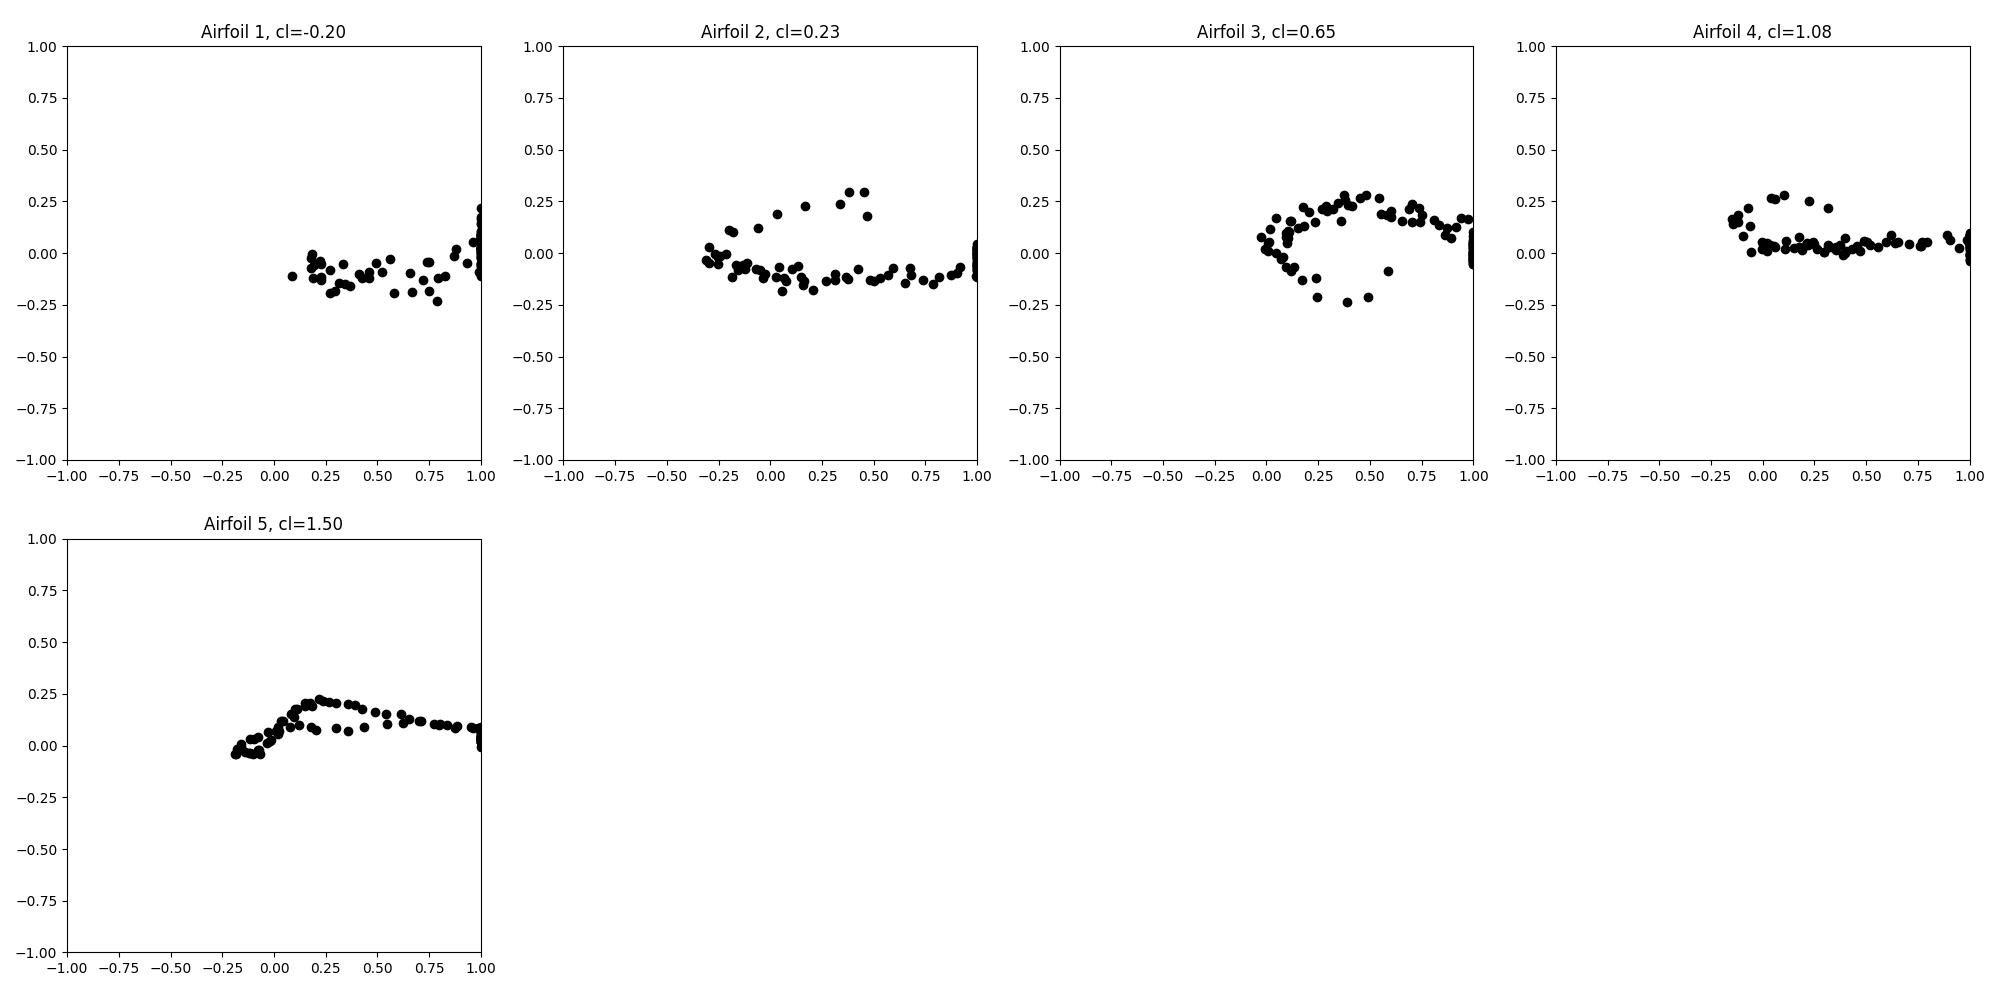 Airfoil 1, cl=-0.20
Airfoil 2, cl=0.23
Airfoil 3, cl=0.65
Airfoil 4, cl=1.08
1.00 1.00 1.00 1.00
0.75 0.75 0.75 0.75
0.50 0.50 0.50 0.50
0.25 0.25 0.25 0.25
0.00 0.00 0.00 0.00
−0.25 −0.25 −0.25 −0.25
−0.50 −0.50 −0.50 −0.50
−0.75 −0.75 −0.75 −0.75
−1.00 −1.00 −1.00 −1.00
−1.00 −0.75 −0.50 −0.25 0.00 0.25 0.50 0.75 1.00
−1.00 −0.75 −0.50 −0.25 0.00 0.25 0.50 0.75 1.00
−1.00 −0.75 −0.50 −0.25 0.00 0.25 0.50 0.75 1.00
−1.00 −0.75 −0.50 −0.25 0.00 0.25 0.50 0.75 1.00
Airfoil 5, cl=1.50
1.00
0.75
0.50
0.25
0.00
−0.25
−0.50
−0.75
−1.00
−1.00 −0.75 −0.50 −0.25 0.00 0.25 0.50 0.75 1.00